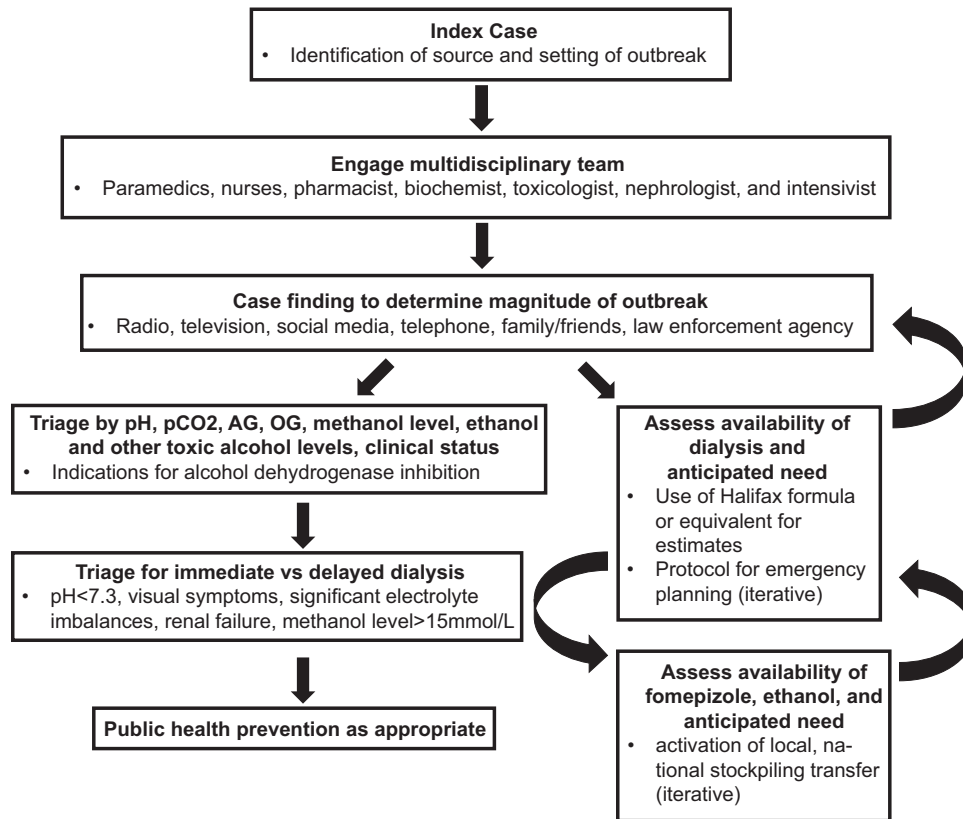 Index Case
• Identification of source and setting of outbreak
Engage multidisciplinary team
• Paramedics, nurses, pharmacist, biochemist, toxicologist, nephrologist, and intensivist
Case finding to determine magnitude of outbreak
• Radio, television, social media, telephone, family/friends, law enforcement agency
Triage by pH, pCO2, AG, OG, methanol level, ethanol
and other toxic alcohol levels, clinical status
• Indications for alcohol dehydrogenase inhibition
Triage for immediate vs delayed dialysis
• pH<7.3, visual symptoms, significant electrolyte
imbalances, renal failure, methanol level>15mmol/L
Public health prevention as appropriate
Assess availability of
dialysis and
anticipated need
• Use of Halifax formula
or equivalent for
estimates
• Protocol for emergency
planning (iterative)
Assess availability of
fomepizole, ethanol, and
anticipated need
• activation of local, na-
tional stockpiling transfer
(iterative)